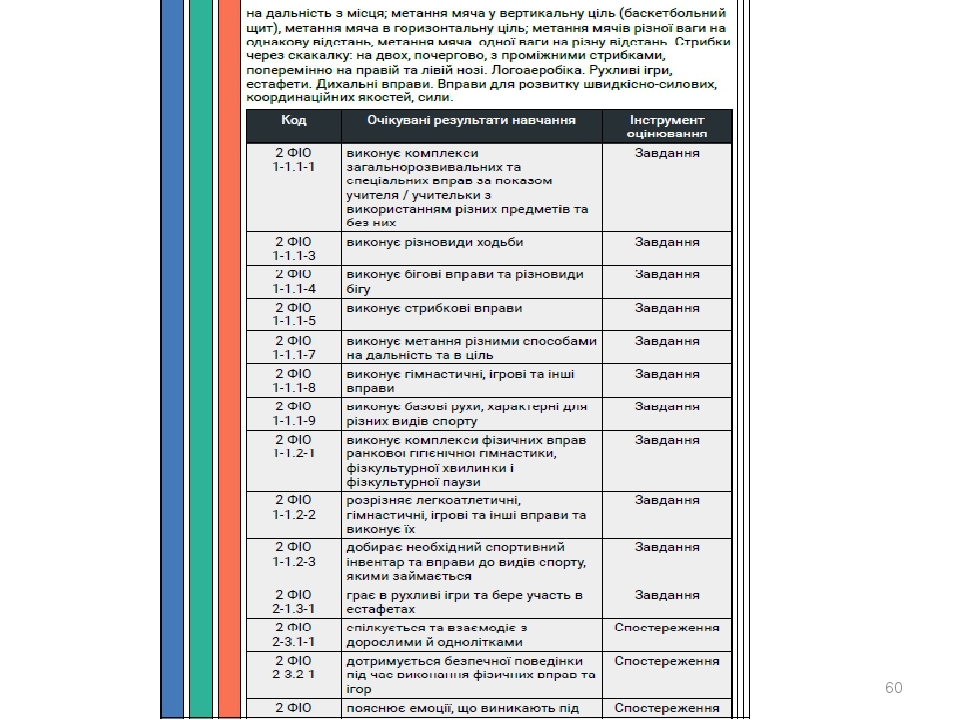 на дальність з місця; метання мяча у вертикальну ціль (баскетбольний
щит), метання мяча в горизонтальну ціль; метання мячів різної ваги на
однакову відстань, метання мяча одної ваги на різну відстань. Стрибки
через скакалку: на двох, почергово, з проміжними стрибками,
поперемінно на правій та лівій нозі. Логоаеробіка. Рухливі ігри,
естафети. Дихальні вправи. Вправи для розвитку швидкісно-силових,
координаційних якостей, сили.
Код Очікувані результати навчання Інструмент
оцінювання
2 ФІО виконує комплекси Завдання
1-1.1-1 загальнорозвивальних та
спеціальних вправ за показом
учителя / учительки з
використанням різних предметів та
без них
2 ФІО виконує різновиди ходьби Завдання
1-1.1-3
2 ФІО виконує бігові вправи та різновиди Завдання
1-1.1-4 бігу
2 ФІО виконує стрибкові вправи Завдання
1-1.1-5
2 ФІО виконує метання різними способами Завдання
1-1.1-7 на дальність та в ціль
2 ФІО виконує гімнастичні, ігрові та інші Завдання
1-1.1-8 вправи
2 ФІО виконує базові рухи, характерні для Завдання
1-1.1-9 різних видів спорту
2 ФІО виконує комплекси фізичних вправ Завдання
1-1.2-1 ранкової гігієнічної гімнастики,
фізкультурної хвилинки і
фізкультурної паузи
2 ФІО розрізняє легкоатлетичні, Завдання
1-1.2-2 гімнастичні, ігрові та інші вправи та
виконує їх
2 ФІО добирає необхідний спортивний Завдання
1-1.2-3 інвентар та вправи до видів спорту,
якими займається
2 ФІО грає в рухливі ігри та бере участь в Завдання
2-1.3-1 естафетах
2 ФІО спілкується та взаємодіє з Спостереження
2-3.1-1 дорослими й однолітками
2 ФІО дотримується безпечної поведінки Спостереження
2-3.2-1 під час виконання фізичних вправ та
ігор
2 ФІО пояснює емоції, що виникають під Спостереження
60